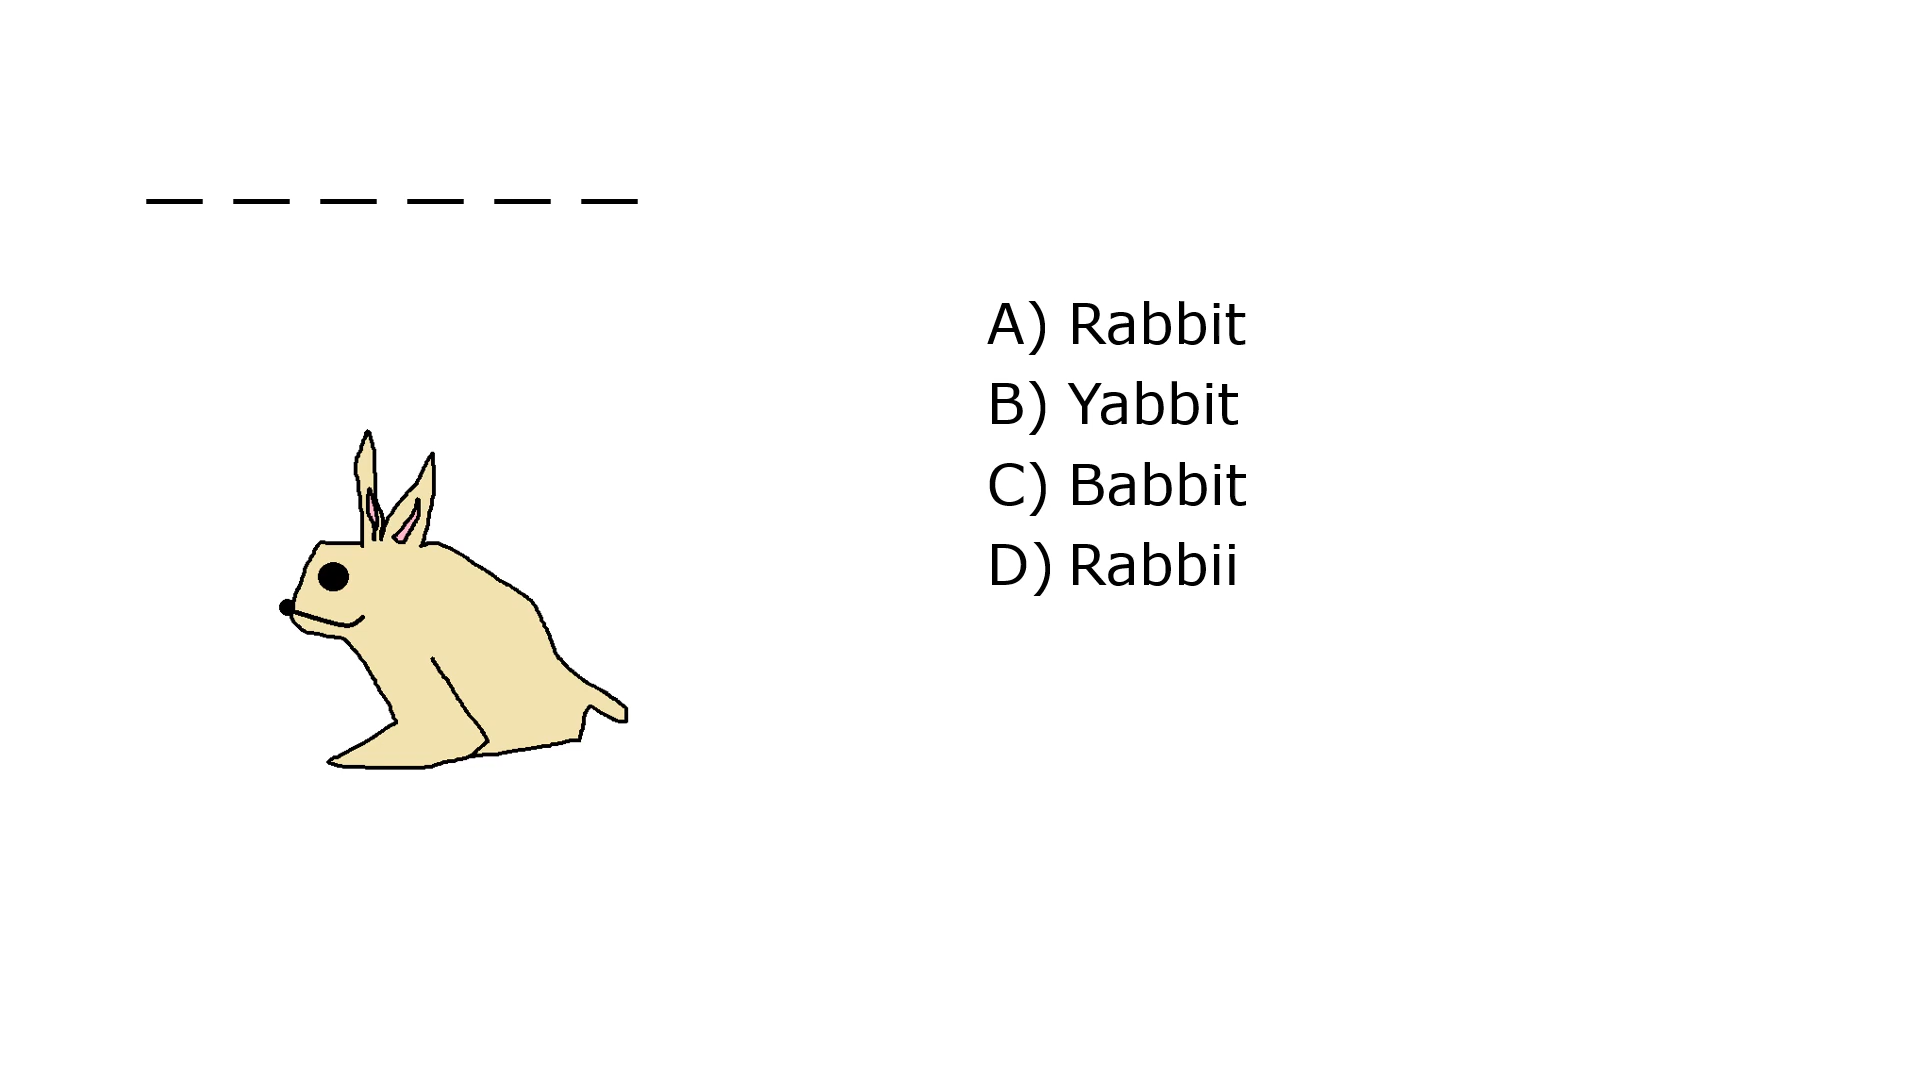 _ _ _ _ _ _
A) Rabbit
B) Yabbit
C) Babbit
D) Rabbii